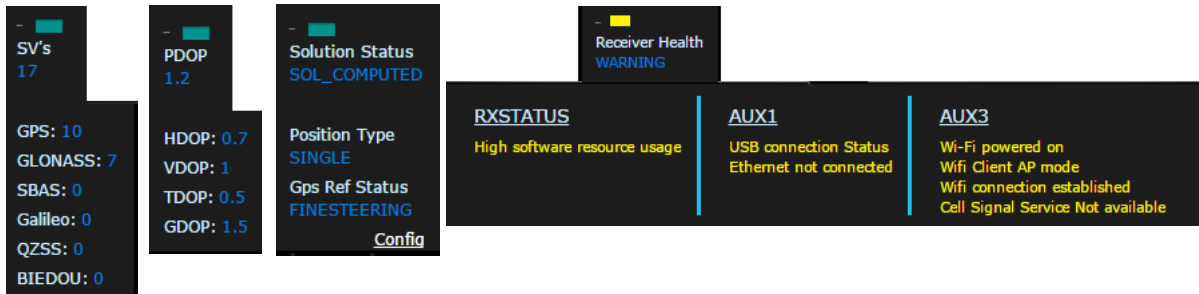 SV's
17
GPS: 10
GLONASS: 7
SBAS: 0
Galileo: 0
QZSS: 0
BIEDOU: 0
PDOP
1.2
HDOP: 0.7
VDOP: 1
TDOP: 0.5
GDOP: 1.5
Solution Status
SOL_COMPUTED
Position Type
SINGLE
Gps Ref Status
FINESTEERING
Config
Receiver Health
WARNING
RXSTATUS
High software resource usage
AUX1
USB connection Status
Ethernet not connected
AUX3
Wi-Fi powered on
Wifi Client AP mode
Wifi connection established
Cell Signal Service Not available